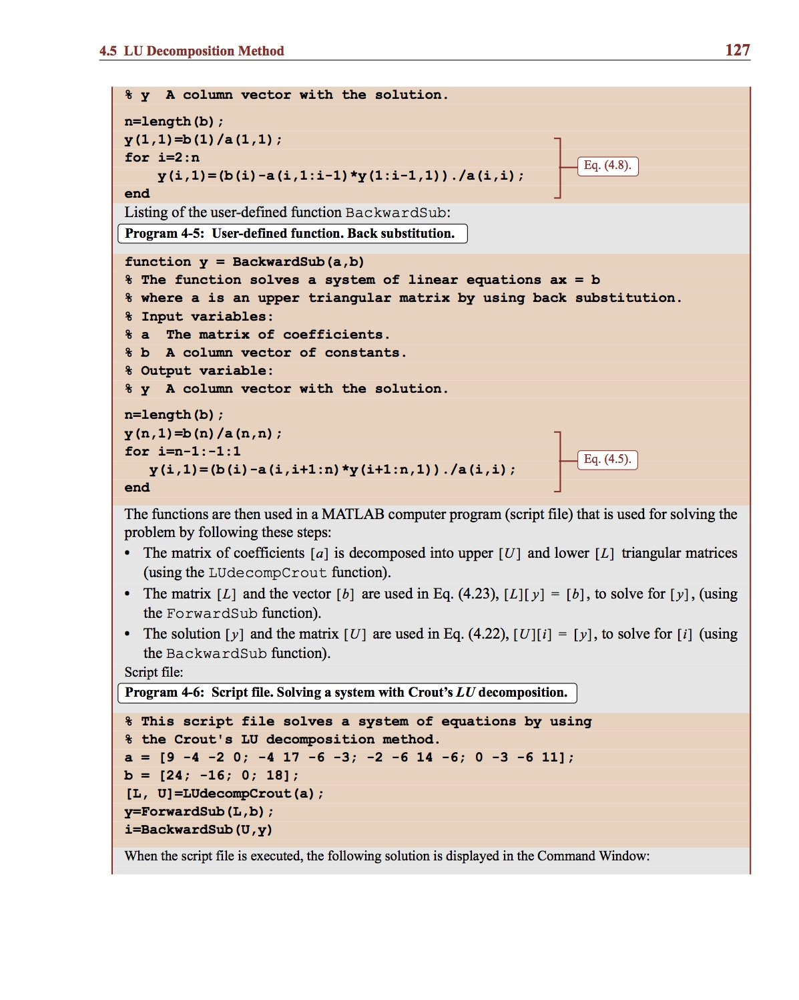 4.5 LU Decomposition Method 127
% y  A column vector with the solution.
n=length(b);
y(1,1)=b(1)/a(1,1);
for i=2:n
    y(i,1)=(b(i)-a(i,1:i-1)*y(1:i-1,1))./a(i,i);
end
Eq. (4.8).
Listing of the user-defined function BackwardSub:
Program 4-5: User-defined function. Back substitution.
function y = BackwardSub(a,b)
% The function solves a system of linear equations ax = b
% where a is an upper triangular matrix by using back substitution.
% Input variables:
% a  The matrix of coefficients.
% b  A column vector of constants.
% Output variable:
% y  A column vector with the solution.
n=length(b);
y(n,1)=b(n)/a(n,n);
for i=n-1:-1:1
   y(i,1)=(b(i)-a(i,i+1:n)*y(i+1:n,1))./a(i,i);
end
Eq. (4.5).
The functions are then used in a MATLAB computer program (script file) that is used for solving the
problem by following these steps:
• The matrix of coefficients [a] is decomposed into upper [U] and lower [L] triangular matrices
(using the LUdecompCrout function).
• The matrix [L] and the vector [b] are used in Eq. (4.23), [L][y] = [b], to solve for [y], (using
the ForwardSub function).
• The solution [y] and the matrix [U] are used in Eq. (4.22), [U][i] = [y], to solve for [i] (using
the BackwardSub function).
Script file:
Program 4-6: Script file. Solving a system with Crout’s LU decomposition.
% This script file solves a system of equations by using
% the Crout's LU decomposition method.
a = [9 -4 -2 0; -4 17 -6 -3; -2 -6 14 -6; 0 -3 -6 11];
b = [24; -16; 0; 18];
[L, U]=LUdecompCrout(a);
y=ForwardSub(L,b);
i=BackwardSub(U,y)
When the script file is executed, the following solution is displayed in the Command Window: